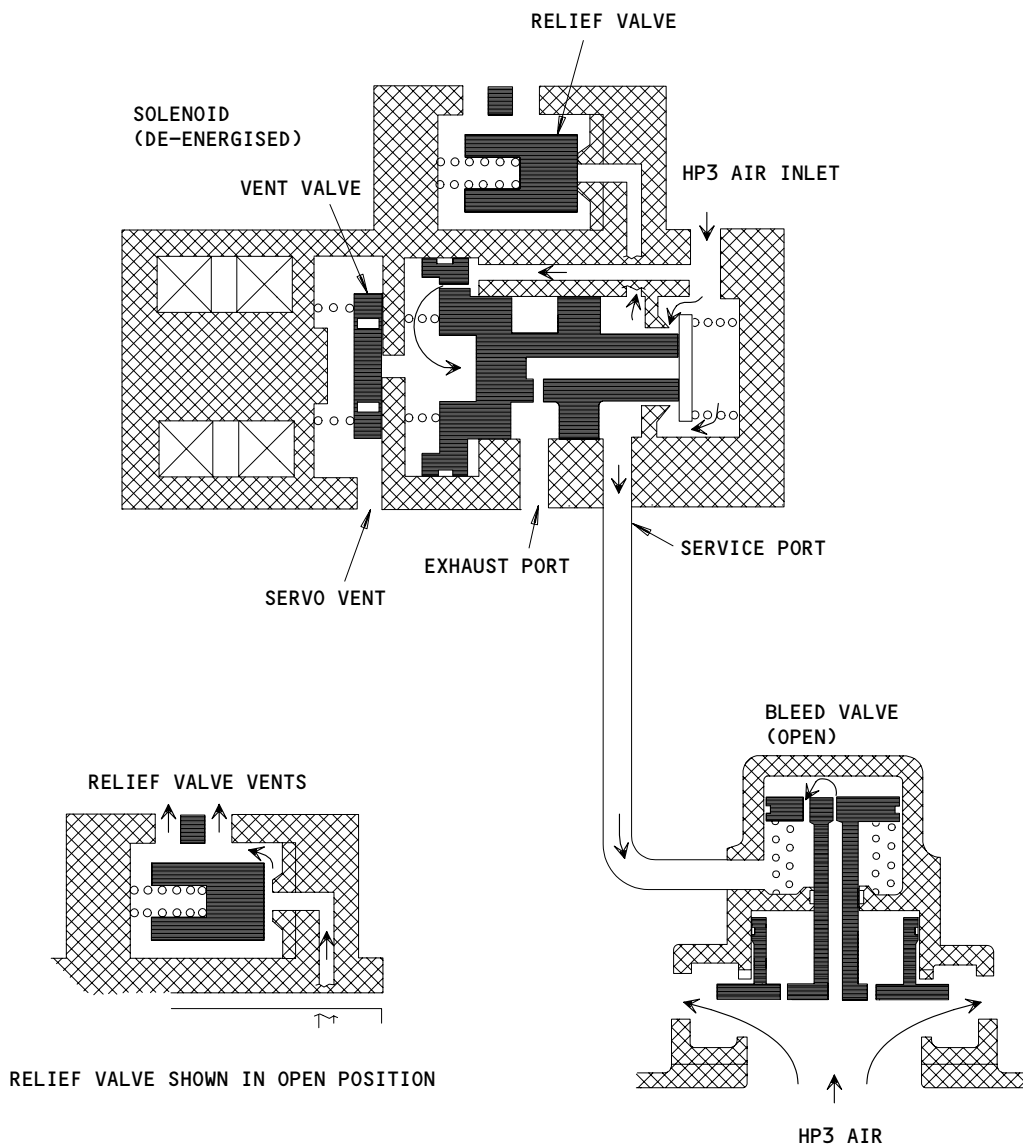 RELIEF VALVE
SOLENOID
(DE-ENERGISED)
VENT VALVE
HP3 AIR INLET
SERVICE PORT
EXHAUST PORT
SERVO VENT
BLEED VALVE
(OPEN)
RELIEF VALVE VENTS
RELIEF VALVE SHOWN IN OPEN POSITION
HP3 AIR